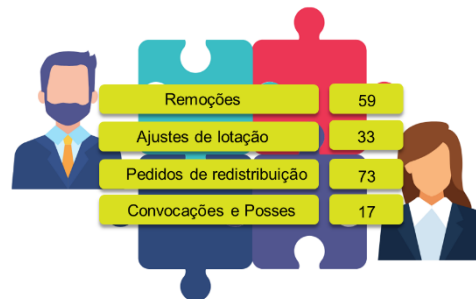 Remoções 59
Ajustes de lotação 33
Pedidos de redistribuição 73
Convocações e Posses 17